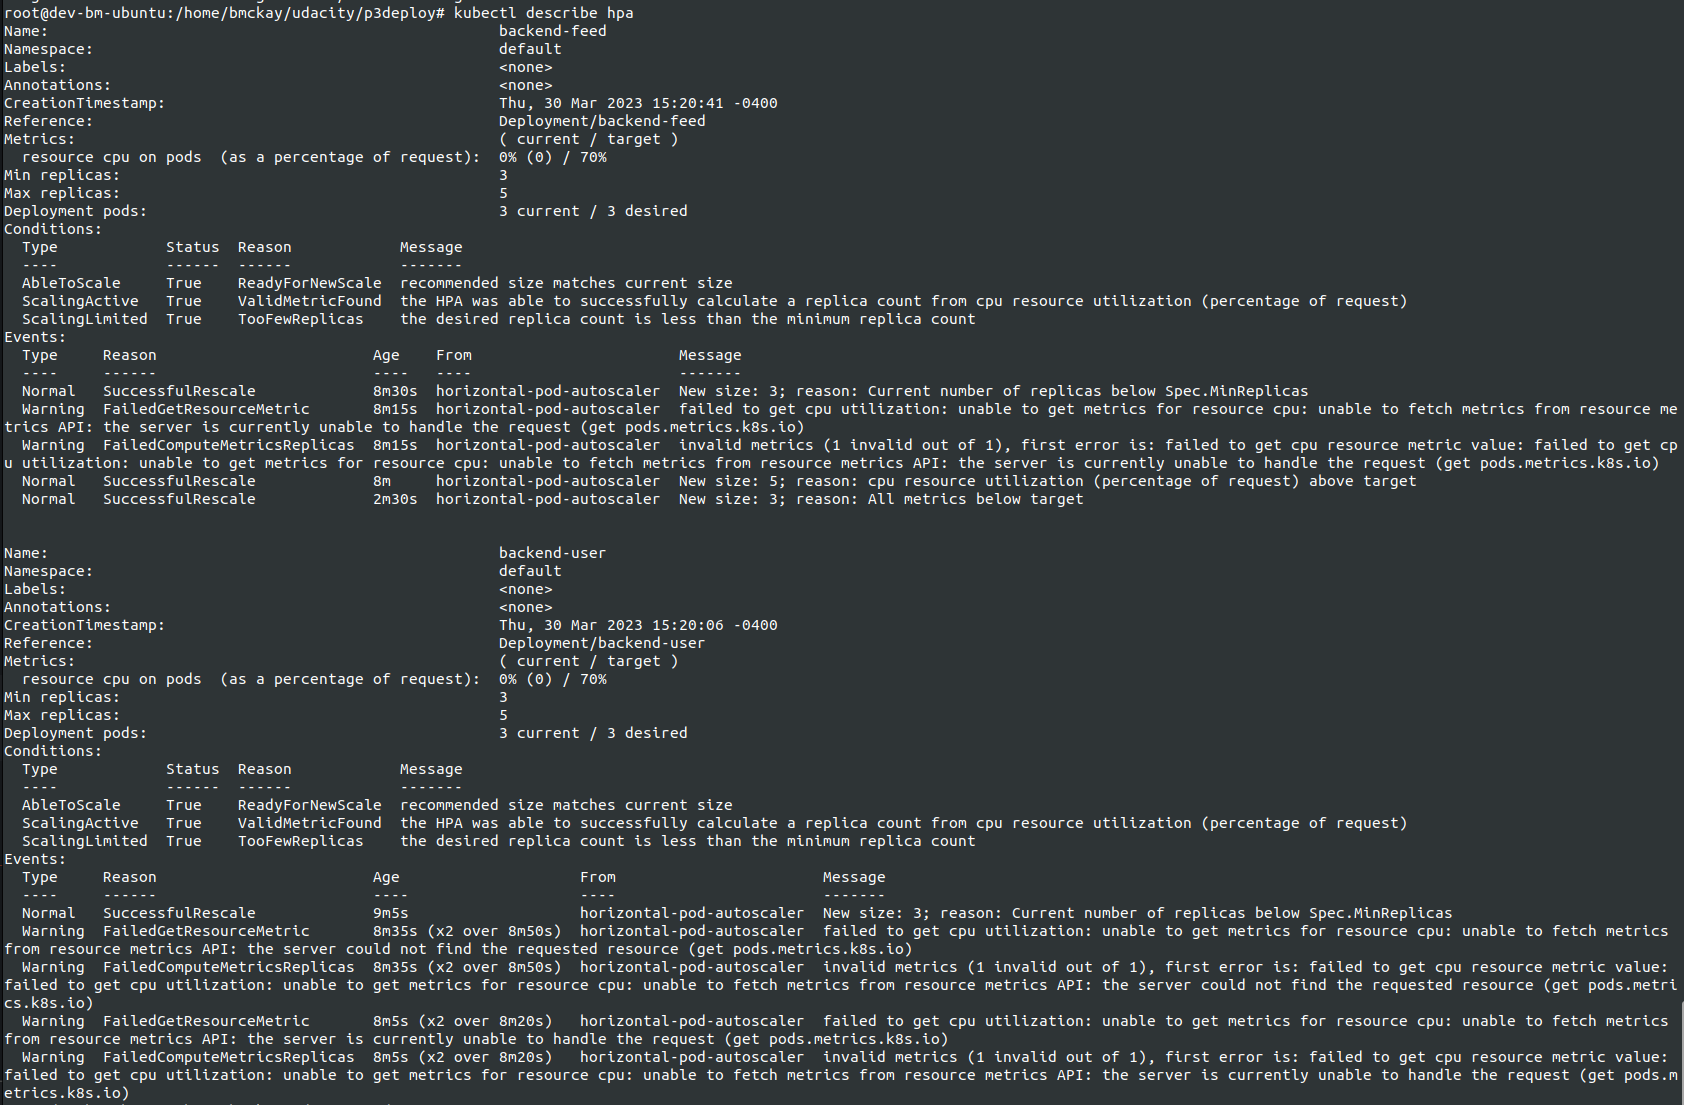 root@dev-bm-ubuntu:/home/bmckay/udacity/p3deploy# kubectl describe hpa
Name:                                                  backend-feed
Namespace:                                             default
Labels:                                                <none>
Annotations:                                           <none>
CreationTimestamp:                                     Thu, 30 Mar 2023 15:20:41 -0400
Reference:                                             Deployment/backend-feed
Metrics:                                               ( current / target )
  resource cpu on pods  (as a percentage of request):  0% (0) / 70%
Min replicas:                                          3
Max replicas:                                          5
Deployment pods:                                       3 current / 3 desired
Conditions:
  Type            Status  Reason            Message
  ----            ------  ------            -------
  AbleToScale     True    ReadyForNewScale  recommended size matches current size
  ScalingActive   True    ValidMetricFound  the HPA was able to successfully calculate a replica count from cpu resource utilization (percentage of request)
  ScalingLimited  True    TooFewReplicas    the desired replica count is less than the minimum replica count
Events:
  Type     Reason                        Age    From                       Message
  ----     ------                        ----   ----                       -------
  Normal   SuccessfulRescale             8m30s  horizontal-pod-autoscaler  New size: 3; reason: Current number of replicas below Spec.MinReplicas
  Warning  FailedGetResourceMetric       8m15s  horizontal-pod-autoscaler  failed to get cpu utilization: unable to get metrics for resource cpu: unable to fetch metrics from resource me
trics API: the server is currently unable to handle the request (get pods.metrics.k8s.io)
  Warning  FailedComputeMetricsReplicas  8m15s  horizontal-pod-autoscaler  invalid metrics (1 invalid out of 1), first error is: failed to get cpu resource metric value: failed to get cp
u utilization: unable to get metrics for resource cpu: unable to fetch metrics from resource metrics API: the server is currently unable to handle the request (get pods.metrics.k8s.io)
  Normal   SuccessfulRescale             8m     horizontal-pod-autoscaler  New size: 5; reason: cpu resource utilization (percentage of request) above target
  Normal   SuccessfulRescale             2m30s  horizontal-pod-autoscaler  New size: 3; reason: All metrics below target
Name:                                                  backend-user
Namespace:                                             default
Labels:                                                <none>
Annotations:                                           <none>
CreationTimestamp:                                     Thu, 30 Mar 2023 15:20:06 -0400
Reference:                                             Deployment/backend-user
Metrics:                                               ( current / target )
  resource cpu on pods  (as a percentage of request):  0% (0) / 70%
Min replicas:                                          3
Max replicas:                                          5
Deployment pods:                                       3 current / 3 desired
Conditions:
  Type            Status  Reason            Message
  ----            ------  ------            -------
  AbleToScale     True    ReadyForNewScale  recommended size matches current size
  ScalingActive   True    ValidMetricFound  the HPA was able to successfully calculate a replica count from cpu resource utilization (percentage of request)
  ScalingLimited  True    TooFewReplicas    the desired replica count is less than the minimum replica count
Events:
  Type     Reason                        Age                    From                       Message
  ----     ------                        ----                   ----                       -------
  Normal   SuccessfulRescale             9m5s                   horizontal-pod-autoscaler  New size: 3; reason: Current number of replicas below Spec.MinReplicas
  Warning  FailedGetResourceMetric       8m35s (x2 over 8m50s)  horizontal-pod-autoscaler  failed to get cpu utilization: unable to get metrics for resource cpu: unable to fetch metrics
from resource metrics API: the server could not find the requested resource (get pods.metrics.k8s.io)
  Warning  FailedComputeMetricsReplicas  8m35s (x2 over 8m50s)  horizontal-pod-autoscaler  invalid metrics (1 invalid out of 1), first error is: failed to get cpu resource metric value:
failed to get cpu utilization: unable to get metrics for resource cpu: unable to fetch metrics from resource metrics API: the server could not find the requested resource (get pods.metri
cs.k8s.io)
  Warning  FailedGetResourceMetric       8m5s (x2 over 8m20s)   horizontal-pod-autoscaler  failed to get cpu utilization: unable to get metrics for resource cpu: unable to fetch metrics
from resource metrics API: the server is currently unable to handle the request (get pods.metrics.k8s.io)
  Warning  FailedComputeMetricsReplicas  8m5s (x2 over 8m20s)   horizontal-pod-autoscaler  invalid metrics (1 invalid out of 1), first error is: failed to get cpu resource metric value:
failed to get cpu utilization: unable to get metrics for resource cpu: unable to fetch metrics from resource metrics API: the server is currently unable to handle the request (get pods.m
etrics.k8s.io)